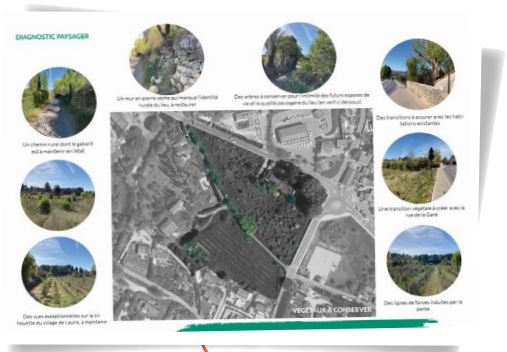 DIAGNOSTIC PAYSAGER
Un mur en pierre sèche qui marque l'identité
rurale du lieu, à restaurer
Des arbres à conserver pour l'intimité des futurs espaces de
vie et la qualité paysagère du lieu (en vert ci dessous)
Des transitions à assurer avec les habi-
tations existantes
Un chemin rural dont le gabarit
est à maintenir en l'état
Une transition végétale à créer avec la
rue de la Gare
Des vues exceptionnelles sur la sil-
houette du village de Lauris, à maintenir
VÉGÉTAUX À CONSERVER
Des lignes de forces induites par la
pente